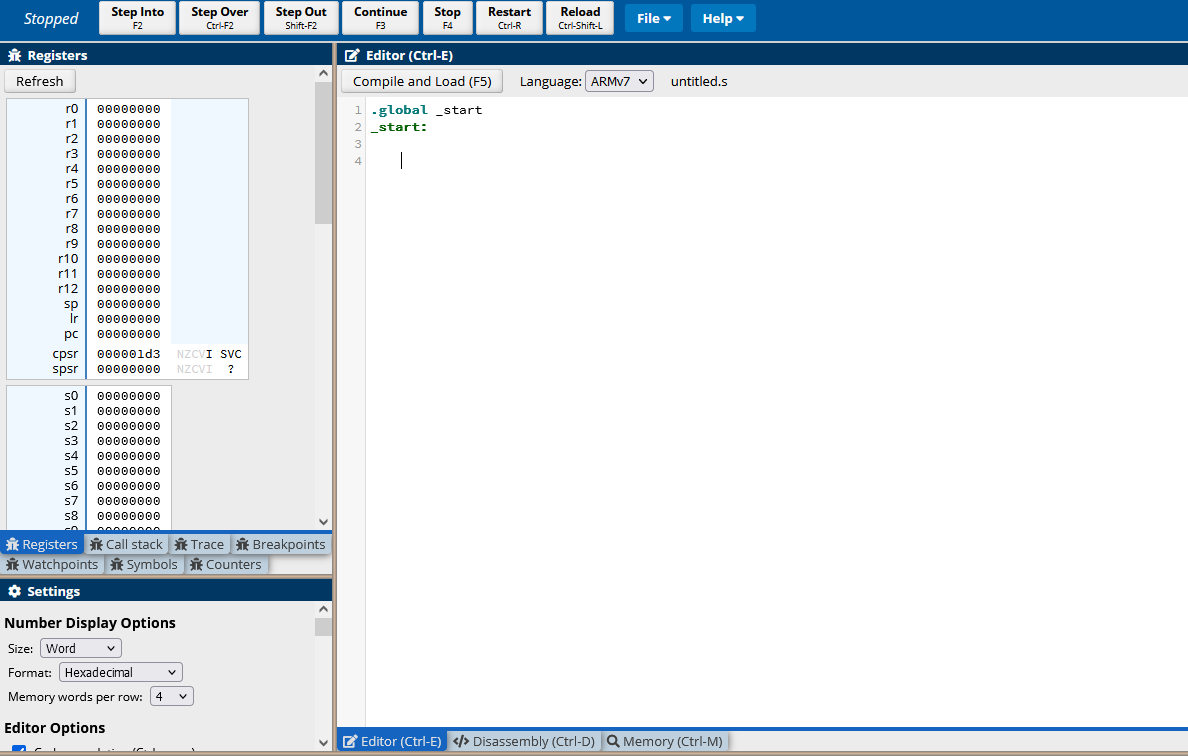 Stopped
Step Into
F2
Step Over
Ctrl-F2
Step Out
Shift-F2
Continue
F3
Stop
F4
Restart
Ctrl-R
Reload
Ctrl-Shift-L
File
Help
Registers
Refresh
r0 00000000
r1 00000000
r2 00000000
r3 00000000
r4 00000000
r5 00000000
r6 00000000
r7 00000000
r8 00000000
r9 00000000
r10 00000000
r11 00000000
r12 00000000
sp 00000000
lr 00000000
pc 00000000
cpsr 000001d3 NZCVI SVC
spsr 00000000 NZCVI ?
s0 00000000
s1 00000000
s2 00000000
s3 00000000
s4 00000000
s5 00000000
s6 00000000
s7 00000000
s8 00000000
Registers Call stack Trace Breakpoints
Watchpoints Symbols Counters
Settings
Number Display Options
Size: Word
Format: Hexadecimal
Memory words per row: 4
Editor Options
Editor (Ctrl-E)
Compile and Load (F5) Language: ARMv7 untitled.s
1 .global _start
2 _start:
3
4
Editor (Ctrl-E) Disassembly (Ctrl-D) Memory (Ctrl-M)